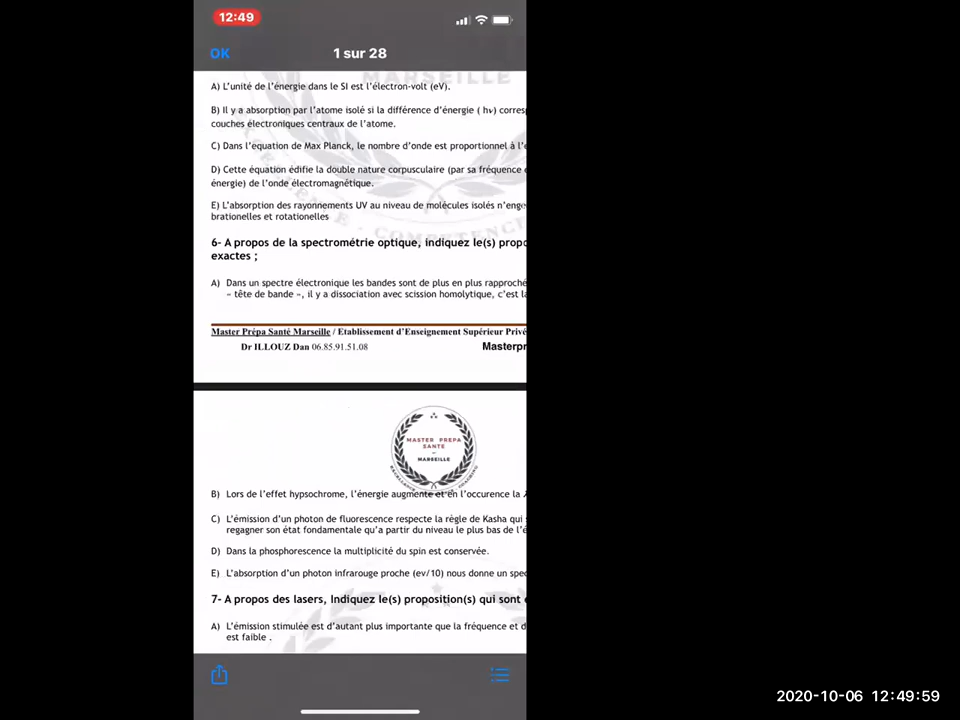 12:49
OK
1 sur 28
MARSEILLE
A) L'unité de l'énergie dans le SI est l'électron-volt (eV).
B) Il y a absorption par l'atome isolé si la différence d'énergie ( hν) corresp
couches électroniques centraux de l'atome.
C) Dans l'equation de Max Planck, le nombre d'onde est proportionnel à l'
D) Cette équation édifie la double nature corpusculaire (par sa fréquence
énergie) de l'onde électromagnétique.
E) L'absorption des rayonnements UV au niveau de molécules isolés n'eng
brationelles et rotationelles
6- A propos de la spectrométrie optique, indiquez le(s) propo
exactes ;
A) Dans un spectre électronique les bandes sont de plus en plus rapproché
« tête de bande », il y a dissociation avec scission homolytique, c'est
Master Prépa Santé Marseille / Etablissement d'Enseignement Supérieur Privé
Dr ILLOUZ Dan 06.85.91.51.08
Masterpr
MASTER PREPA
SANTE
MARSEILLE
EXCELLENCE COMPETENCE COACHING
B) Lors de l'effet hypsochrome, l'énergie augmente et en l'occurence la
C) L'émission d'un photon de fluorescence respecte la règle de Kasha qui
regagner son état fondamentale qu'a partir du niveau le plus bas de l'
D) Dans la phosphorescence la multiplicité du spin est conservée.
E) L'absorption d'un photon infrarouge proche (ev/10) nous donne un spec
7- A propos des lasers, Indiquez le(s) proposition(s) qui sont
A) L'émission stimulée est d'autant plus importante que la fréquence et
est faible .
2020-10-06 12:49:59